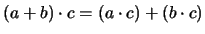 (a + b) · c = (a · c) + (b · c)